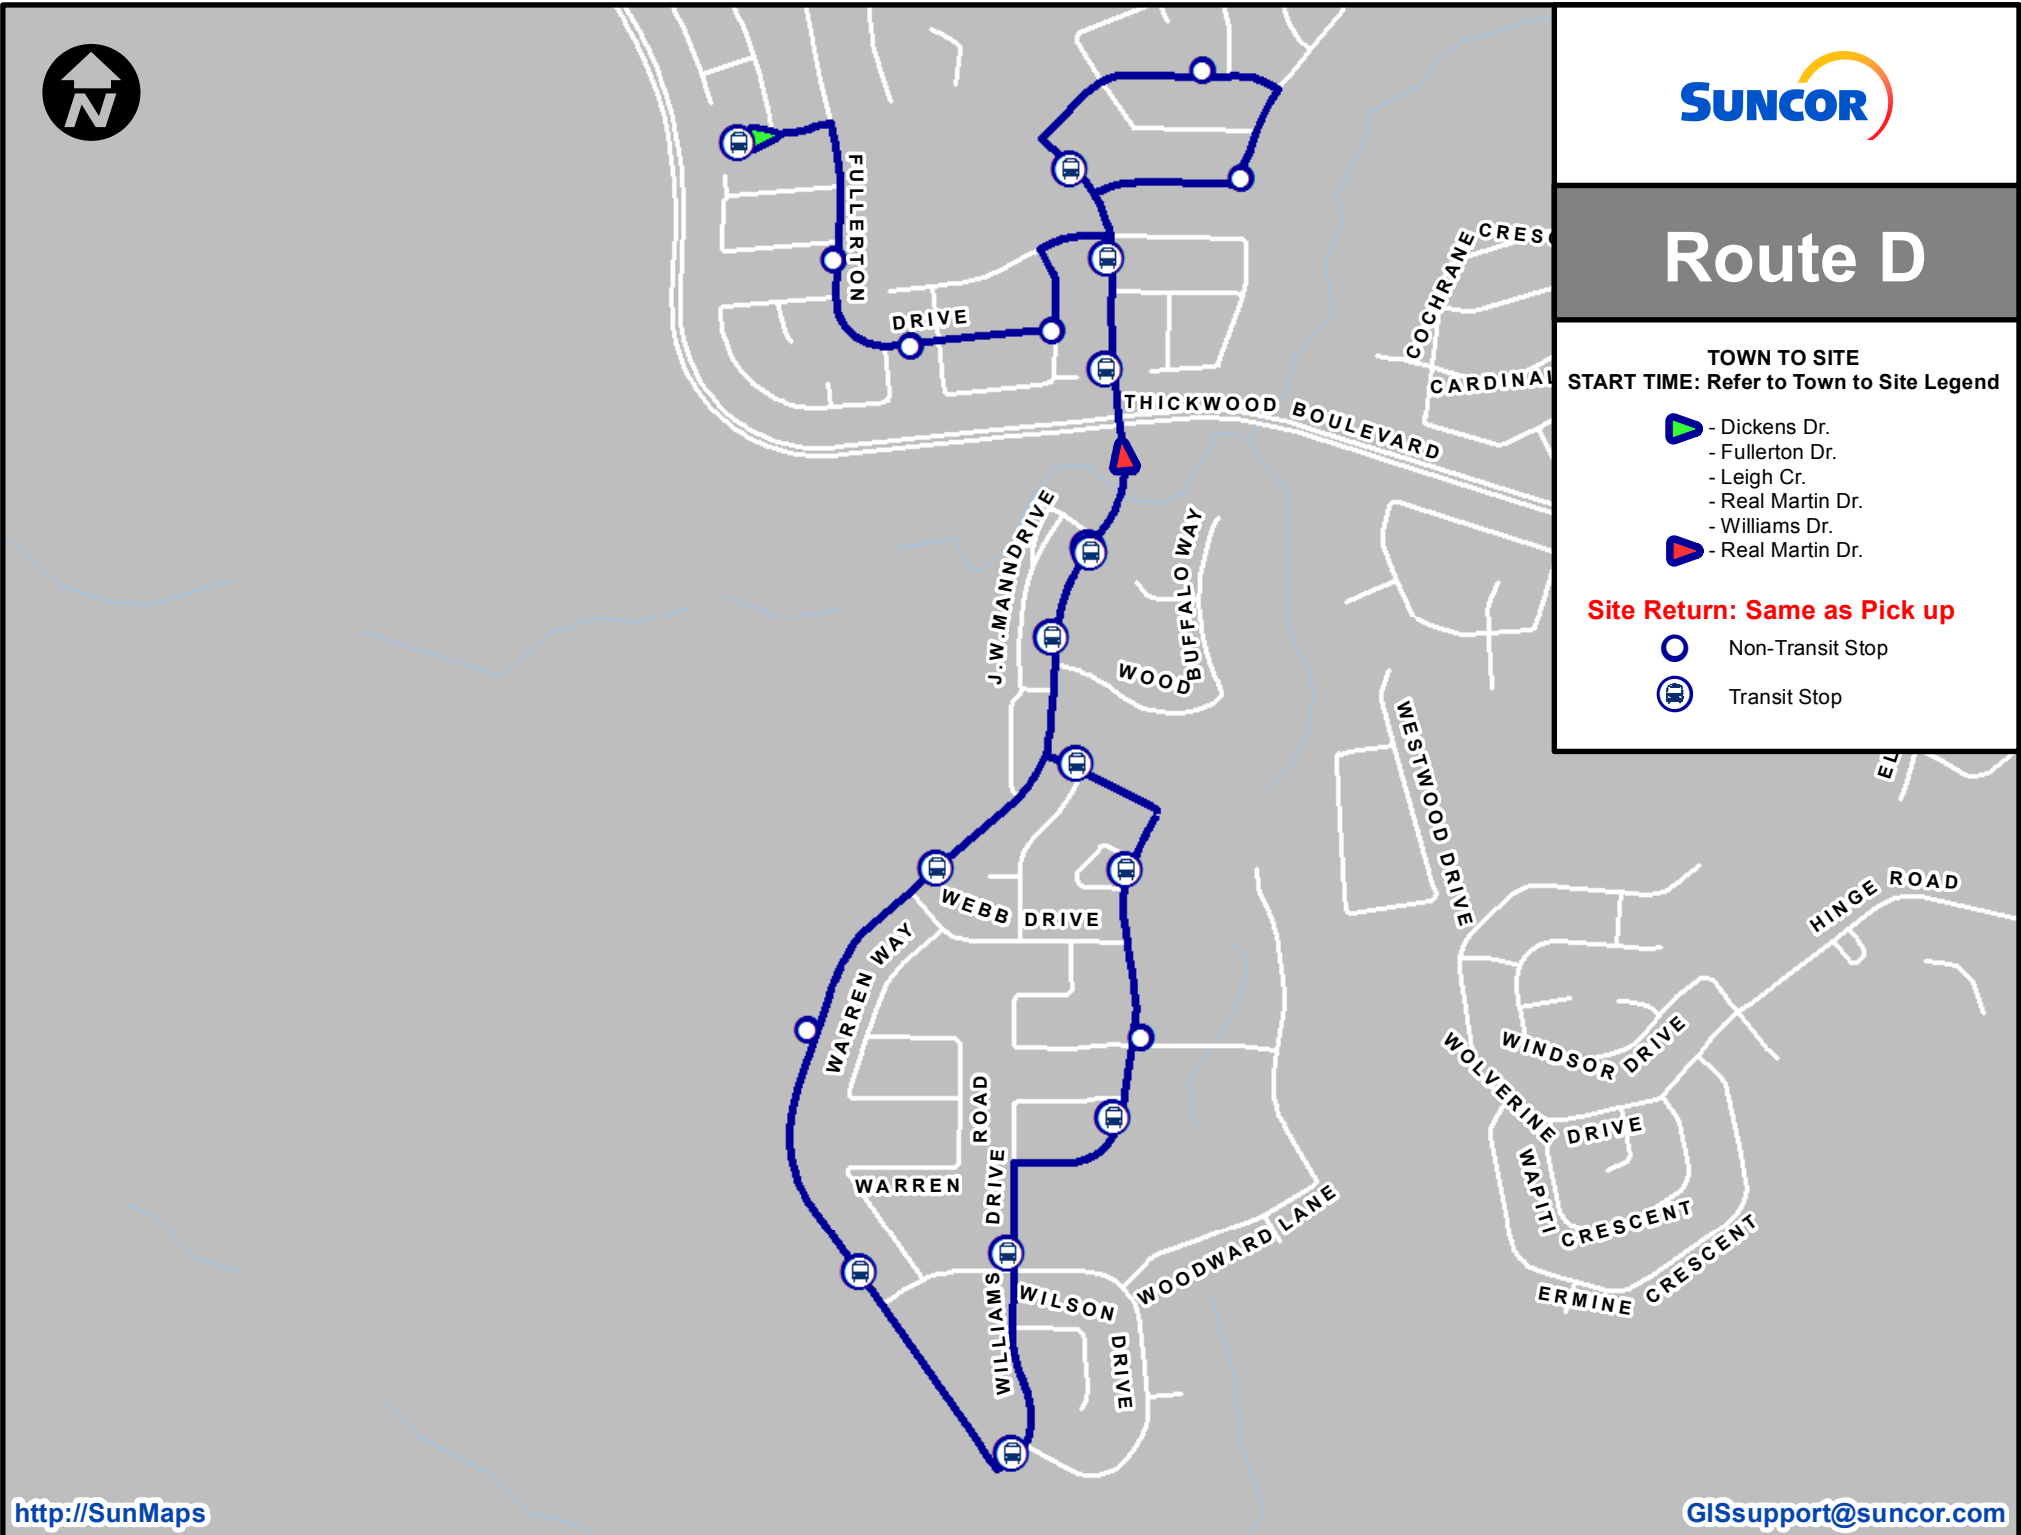 N
SUNCOR
Route D
TOWN TO SITE
START TIME: Refer to Town to Site Legend
- Dickens Dr.
- Fullerton Dr.
- Leigh Cr.
- Real Martin Dr.
- Williams Dr.
- Real Martin Dr.
Site Return: Same as Pick up
Non-Transit Stop
Transit Stop
FULLERTON
DRIVE
THICKWOOD BOULEVARD
COCHRANE
CRESC
CARDINAL
J.W.MANNDRIVE
BUFFALO WAY
WOOD
WESTWOOD DRIVE
EL
HINGE ROAD
WEBB DRIVE
WARREN WAY
WINDSOR DRIVE
WOLVERINE
DRIVE
WAPITI
CRESCENT
ERMINE CRESCENT
ROAD
WARREN
WILLIAMS DRIVE
WOODWARD LANE
WILSON
DRIVE
http://SunMaps
GISsupport@suncor.com